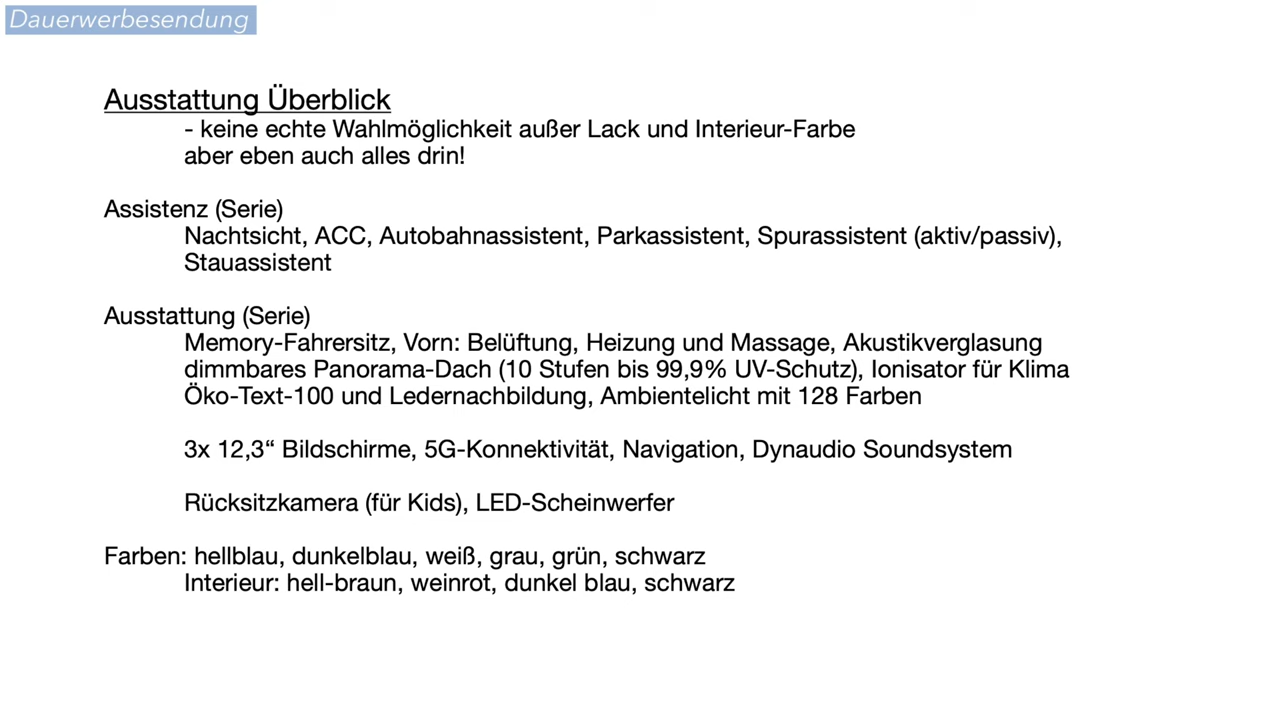 Dauerwerbesendung
Ausstattung Überblick
- keine echte Wahlmöglichkeit außer Lack und Interieur-Farbe
aber eben auch alles drin!
Assistenz (Serie)
Nachtsicht, ACC, Autobahnassistent, Parkassistent, Spurassistent (aktiv/passiv),
Stauassistent
Ausstattung (Serie)
Memory-Fahrersitz, Vorn: Belüftung, Heizung und Massage, Akustikverglasung
dimmbares Panorama-Dach (10 Stufen bis 99,9% UV-Schutz), Ionisator für Klima
Öko-Text-100 und Ledernachbildung, Ambientelicht mit 128 Farben
3x 12,3“ Bildschirme, 5G-Konnektivität, Navigation, Dynaudio Soundsystem
Rücksitzkamera (für Kids), LED-Scheinwerfer
Farben: hellblau, dunkelblau, weiß, grau, grün, schwarz
Interieur: hell-braun, weinrot, dunkel blau, schwarz